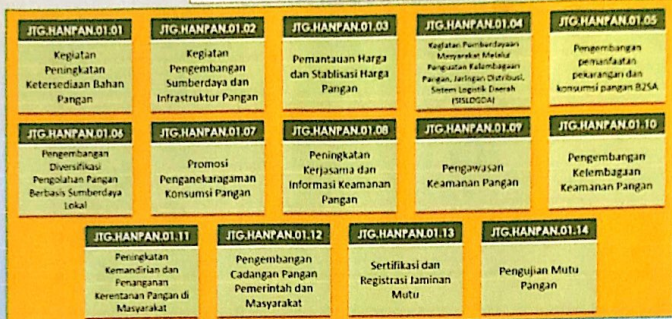 JTG.HANPAN.01.01
Kegiatan
Peningkatan
Ketersediaan Bahan
Pangan
JTG.HANPAN.01.02
Kegiatan
Pengembangan
Sumberdaya dan
Infrastruktur Pangan
JTG.HANPAN.01.03
Pemantauan Harga
dan Stablisasi Harga
Pangan
JTG.HANPAN.01.04
Kegiatan Pemberdayaan
Masyarakat Melalui
Penguatan Kelembagaan
Pangan, Jaringan Distribusi,
Sistem Logistik Daerah
(SISLOGDA)
JTG.HANPAN.01.05
Pengembangan
pemanfaatan
pekarangan dan
konsumsi pangan B2SA
JTG.HANPAN.01.06
Pengembangan
Diversifikasi
Pengolahan Pangan
Berbasis Sumberdaya
Lokal
JTG.HANPAN.01.07
Promosi
Penganekaragaman
Konsumsi Pangan
JTG.HANPAN.01.08
Peningkatan
Kerjasama dan
Informasi Keamanan
Pangan
JTG.HANPAN.01.09
Pengawasan
Keamanan Pangan
JTG.HANPAN.01.10
Pengembangan
Kelembagaan
Keamanan Pangan
JTG.HANPAN.01.11
Peningkatan
Kemandirian dan
Penanganan
Kerentanan Pangan di
Masyarakat
JTG.HANPAN.01.12
Pengembangan
Cadangan Pangan
Pemerintah dan
Masyarakat
JTG.HANPAN.01.13
Sertifikasi dan
Registrasi Jaminan
Mutu
JTG.HANPAN.01.14
Pengujian Mutu
Pangan